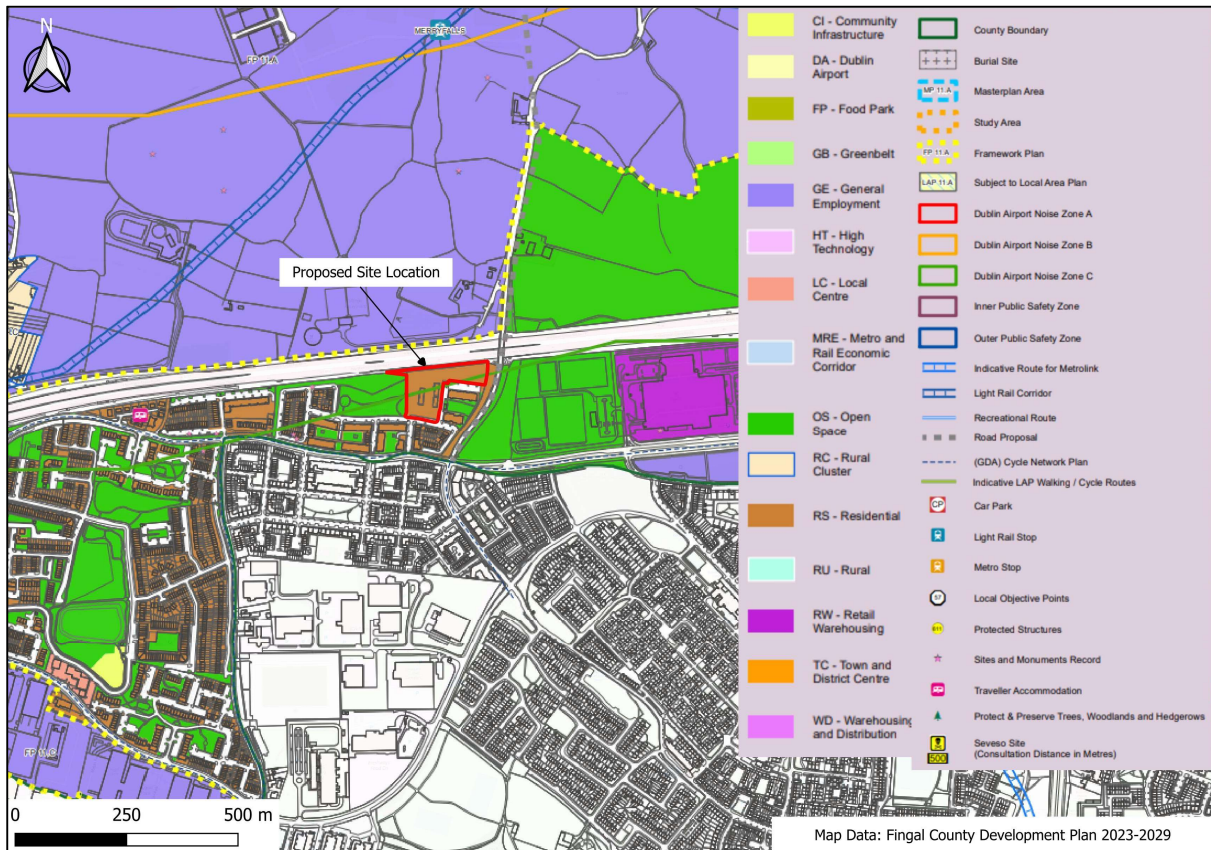 N
MERRYFALLS
FP 11.A
Proposed Site Location
FP 11.C
0
250
500 m
CI - Community
Infrastructure
DA - Dublin
Airport
FP - Food Park
GB - Greenbelt
GE - General
Employment
HT - High
Technology
LC - Local
Centre
MRE - Metro and
Rail Economic
Corridor
OS - Open
Space
RC - Rural
Cluster
RS - Residential
RU - Rural
RW - Retail
Warehousing
TC - Town and
District Centre
WD - Warehousing
and Distribution
County Boundary
Burial Site
MP 11.A
Masterplan Area
Study Area
FP 11.A
Framework Plan
LAP 11.A
Subject to Local Area Plan
Dublin Airport Noise Zone A
Dublin Airport Noise Zone B
Dublin Airport Noise Zone C
Inner Public Safety Zone
Outer Public Safety Zone
Indicative Route for Metrolink
Light Rail Corridor
Recreational Route
Road Proposal
(GDA) Cycle Network Plan
Indicative LAP Walking / Cycle Routes
CP
Car Park
Light Rail Stop
Metro Stop
57
Local Objective Points
Protected Structures
Sites and Monuments Record
Traveller Accommodation
Protect & Preserve Trees, Woodlands and Hedgerows
Seveso Site
(Consultation Distance in Metres)
500
Map Data: Fingal County Development Plan 2023-2029